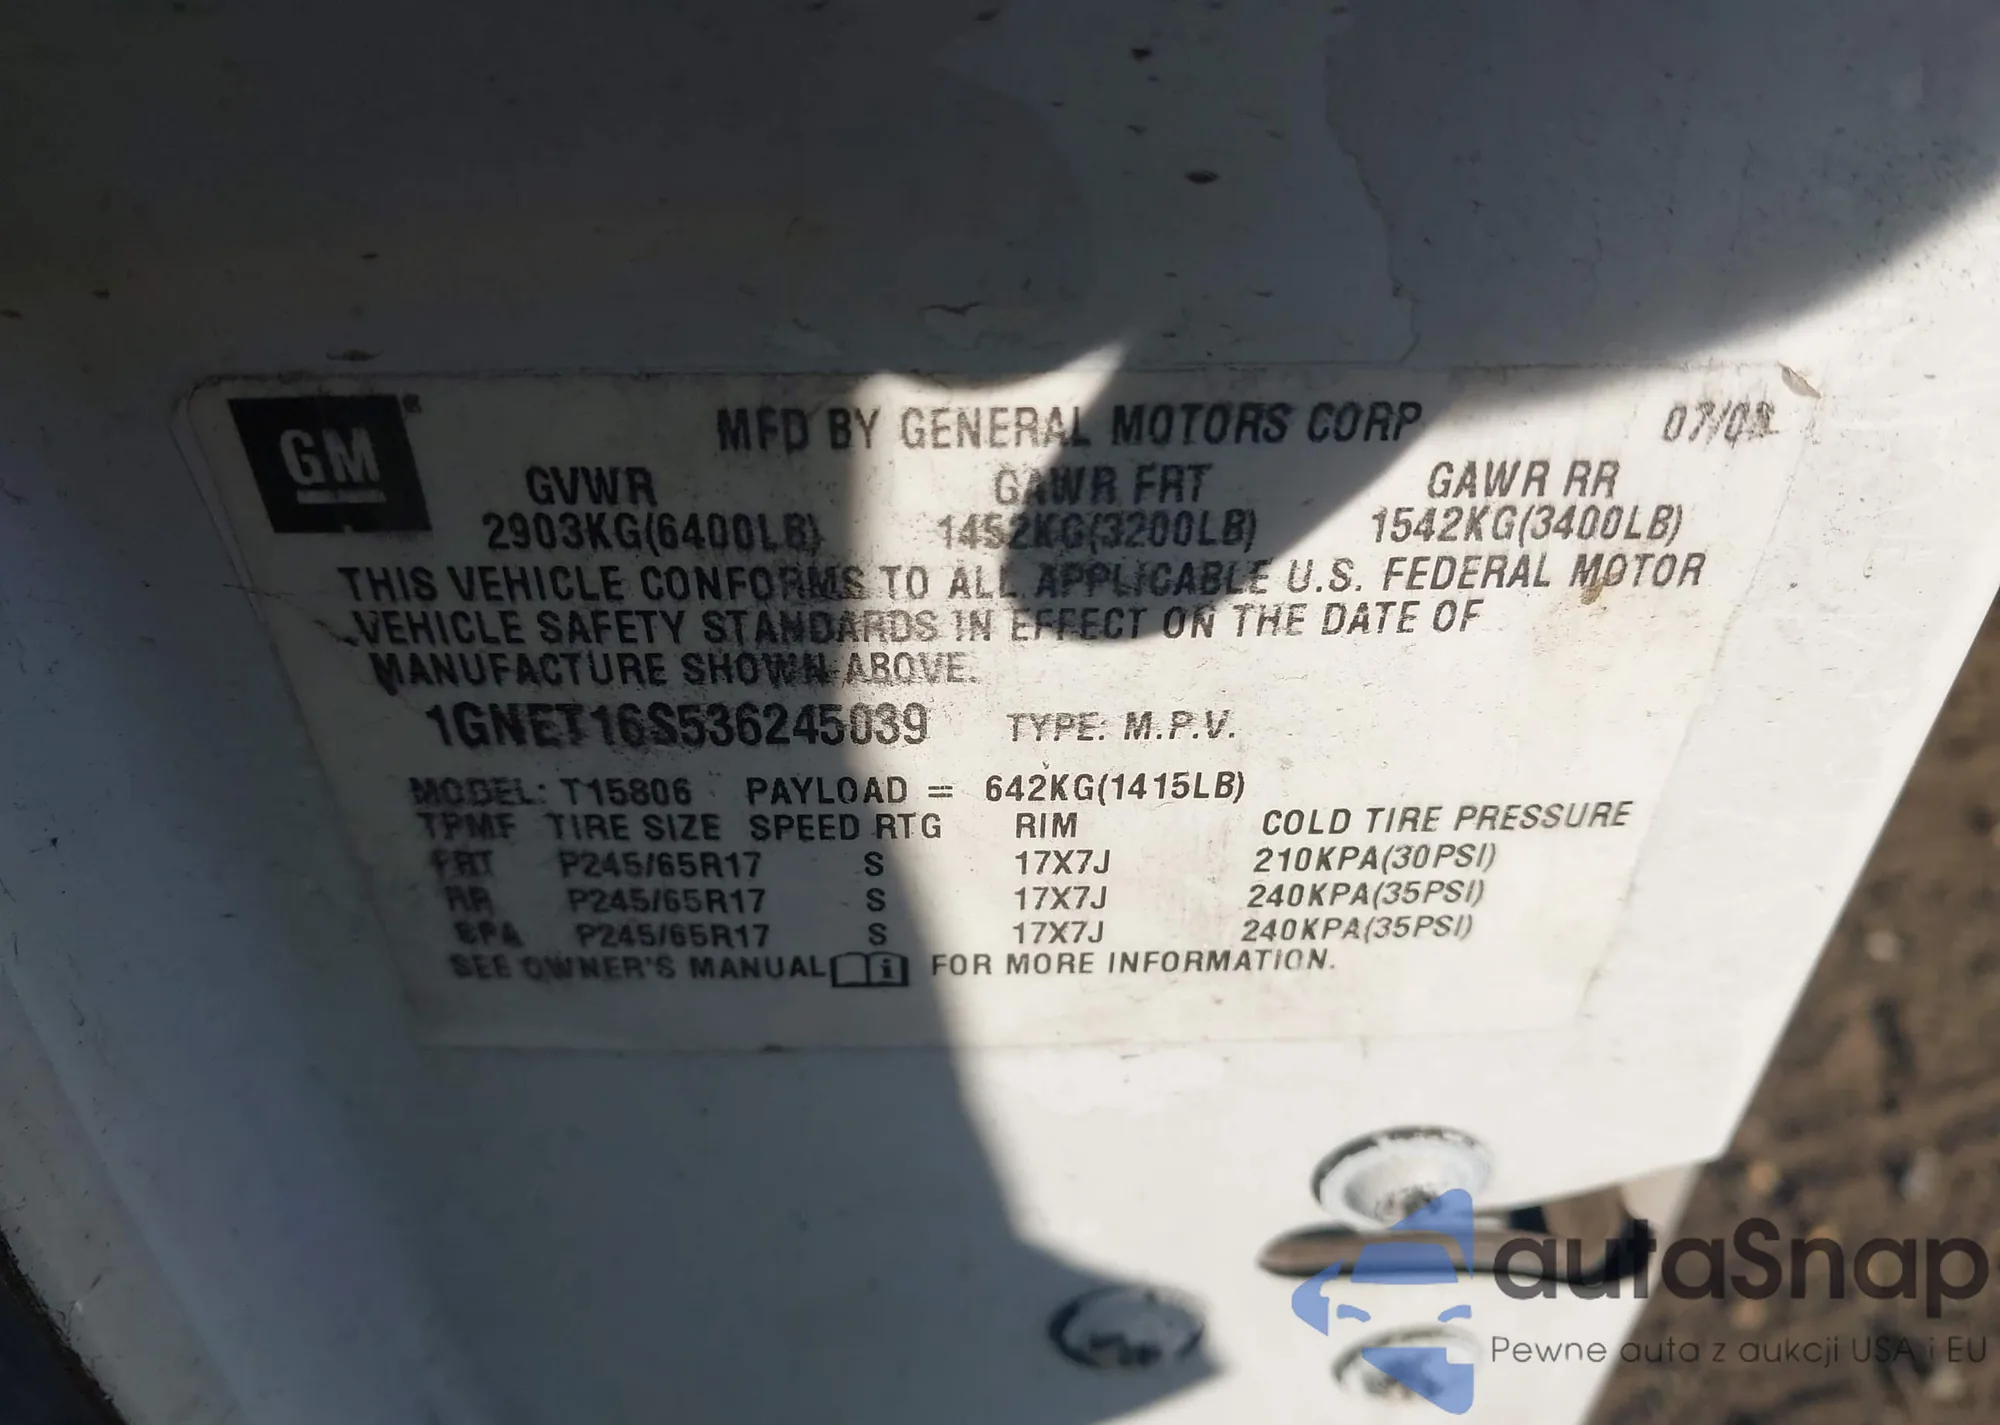 GM®
MFD BY GENERAL MOTORS CORP
GVWR GAWR FRT GAWR RR
2903KG(6400LB) 1452KG(3200LB) 1542KG(3400LB)
THIS VEHICLE CONFORMS TO ALL APPLICABLE U.S. FEDERAL MOTOR
VEHICLE SAFETY STANDARDS IN EFFECT ON THE DATE OF
MANUFACTURE SHOWN ABOVE.
1GNET16S536245039 TYPE: M.P.V.
MODEL: T15806 PAYLOAD = 642KG(1415LB)
TPMF TIRE SIZE SPEED RTG RIM COLD TIRE PRESSURE
FRT P245/65R17 S 17X7J 210KPA(30PSI)
RR P245/65R17 S 17X7J 240KPA(35PSI)
SPA P245/65R17 S 17X7J 240KPA(35PSI)
SEE OWNER'S MANUAL FOR MORE INFORMATION.
autaSnap
Pewne auta z aukcji USA i EU